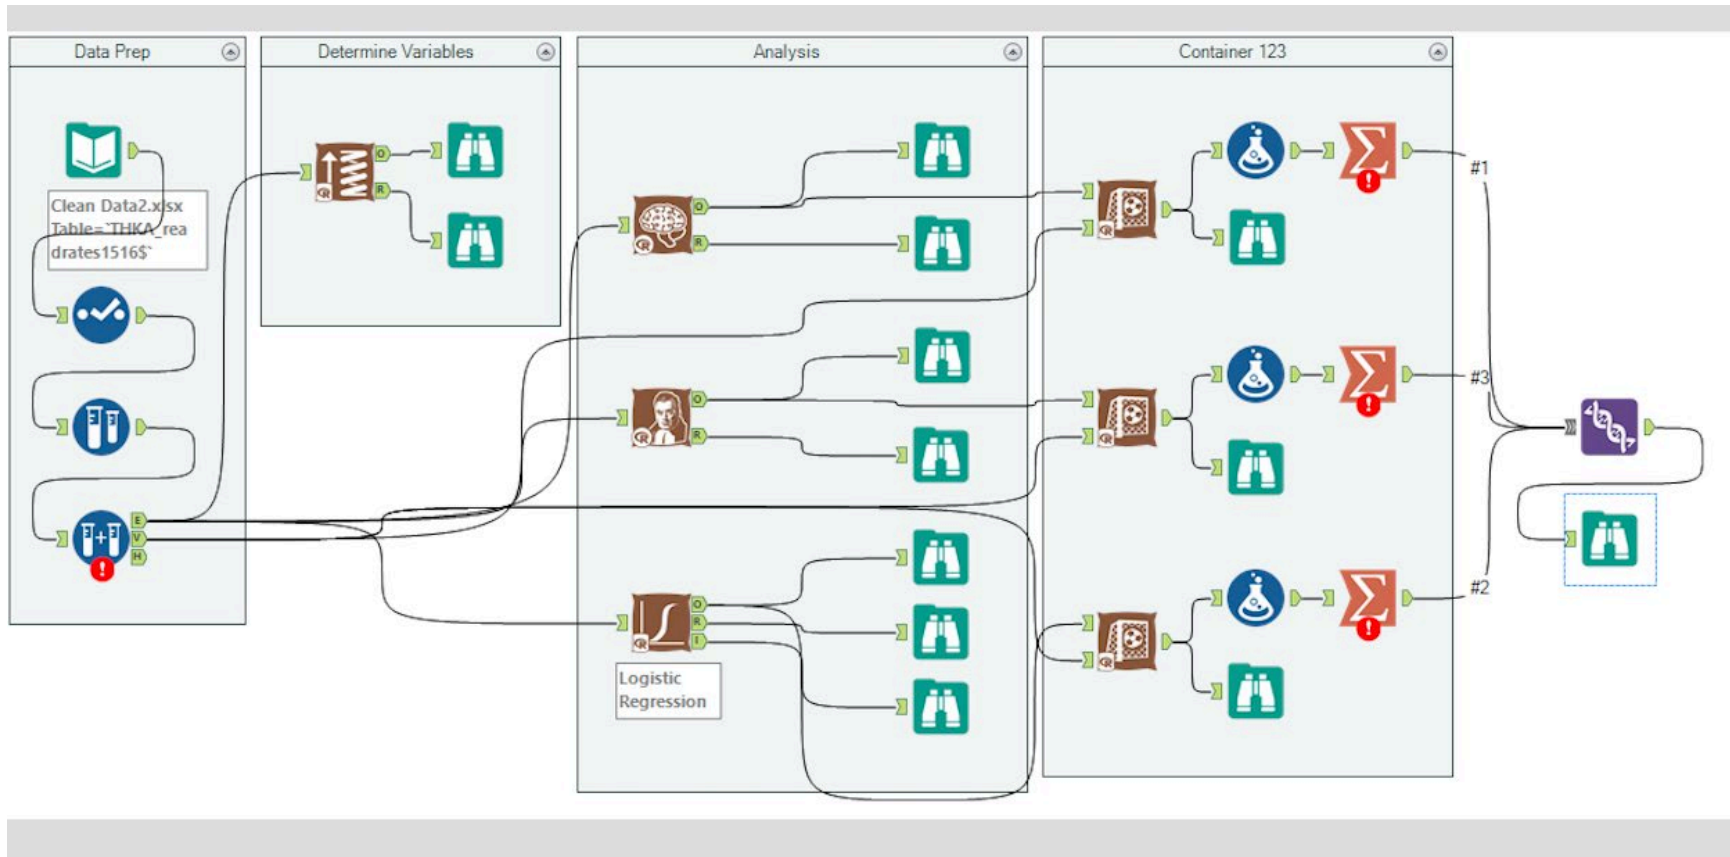 Data Prep
Determine Variables
Analysis
Container 123
Clean Data2.xlsx
Table=`THKA_rea
drates1516$`
E
V
H
O
R
O
R
O
R
O
R
I
Logistic
Regression
#1
#3
#2